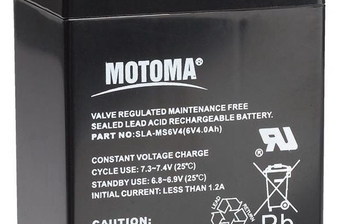 MOTOMA®
VALVE REGULATED MAINTENANCE FREE
SEALED LEAD ACID RECHARGEABLE BATTERY.
PART NO:SLA-MS6V4(6V4.0Ah)
CONSTANT VOLTAGE CHARGE
CYCLE USE: 7.3~7.4V (25°C)
STANDBY USE: 6.8~6.9V (25°C)
INITIAL CURRENT: LESS THAN 1.2A
Pb